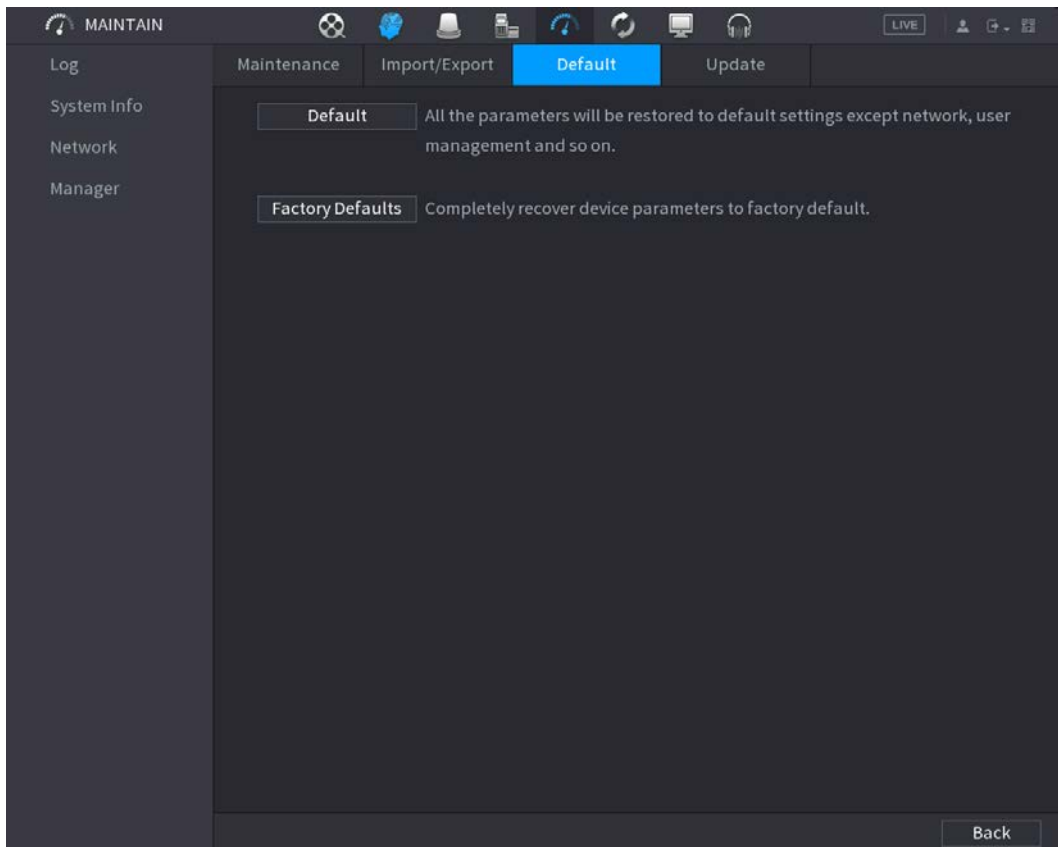 MAINTAIN
LIVE
Log
System Info
Network
Manager
Maintenance
Import/Export
Default
Update
Default
All the parameters will be restored to default settings except network, user
management and so on.
Factory Defaults
Completely recover device parameters to factory default.
Back